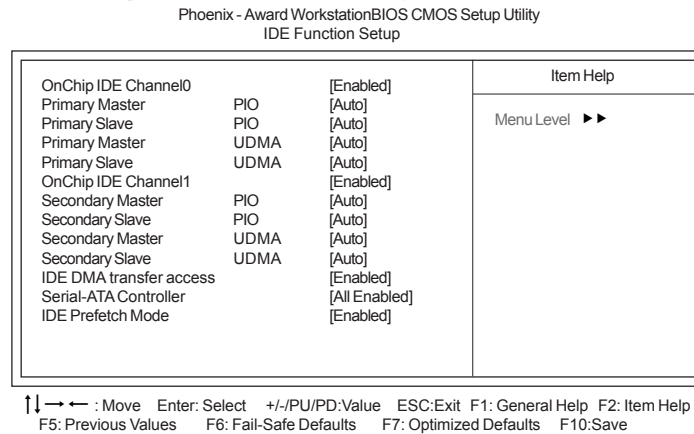 Phoenix - Award WorkstationBIOS CMOS Setup Utility
IDE Function Setup
OnChip IDE Channel0 [Enabled]
Primary Master PIO [Auto]
Primary Slave PIO [Auto]
Primary Master UDMA [Auto]
Primary Slave UDMA [Auto]
OnChip IDE Channel1 [Enabled]
Secondary Master PIO [Auto]
Secondary Slave PIO [Auto]
Secondary Master UDMA [Auto]
Secondary Slave UDMA [Auto]
IDE DMA transfer access [Enabled]
Serial-ATA Controller [All Enabled]
IDE Prefetch Mode [Enabled]
Item Help
Menu Level ►►
↑↓→← : Move Enter: Select +/-/PU/PD:Value ESC:Exit F1: General Help F2: Item Help
F5: Previous Values F6: Fail-Safe Defaults F7: Optimized Defaults F10:Save